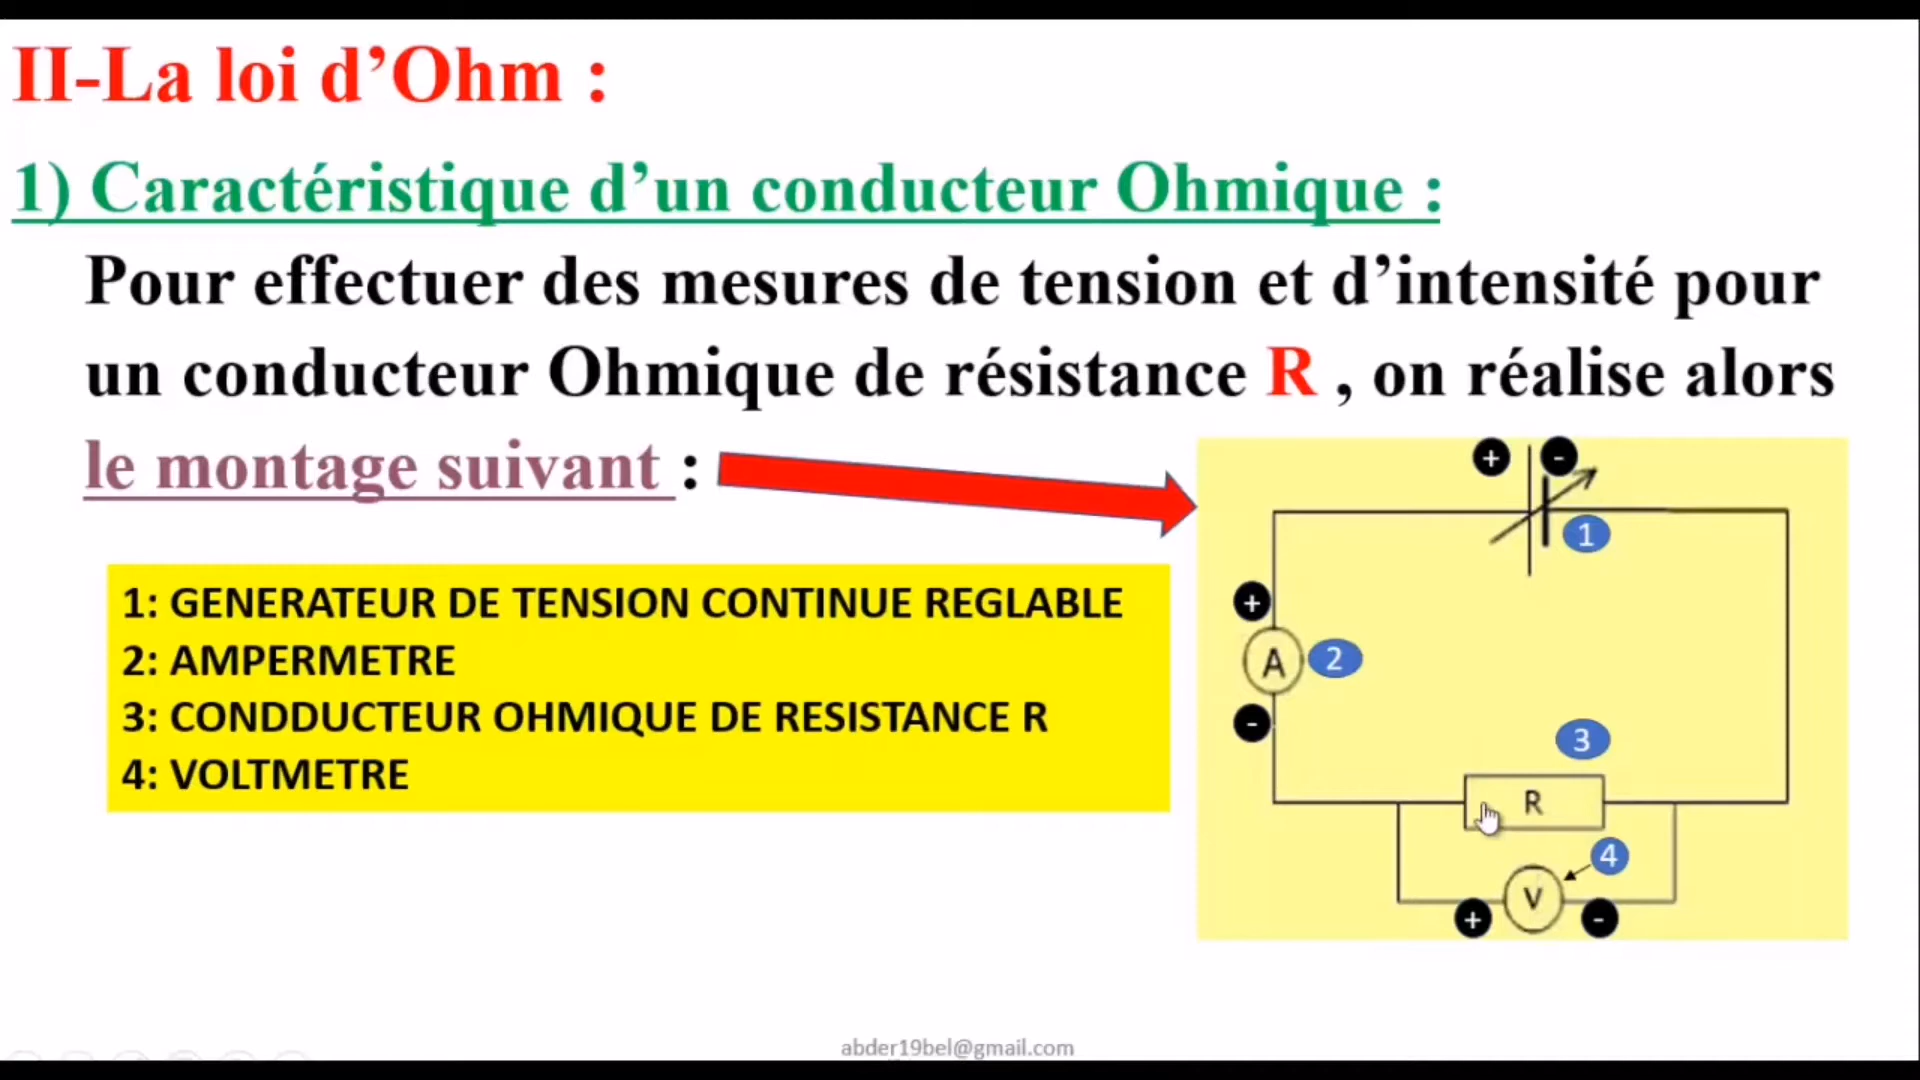 II-La loi d’Ohm :
1) Caractéristique d’un conducteur Ohmique :
Pour effectuer des mesures de tension et d’intensité pour
un conducteur Ohmique de résistance R , on réalise alors
le montage suivant :
1: GENERATEUR DE TENSION CONTINUE REGLABLE
2: AMPERMETRE
3: CONDDUCTEUR OHMIQUE DE RESISTANCE R
4: VOLTMETRE
+ -
1
+
A 2
-
3
R
4
V
+ -
abder19bel@gmail.com